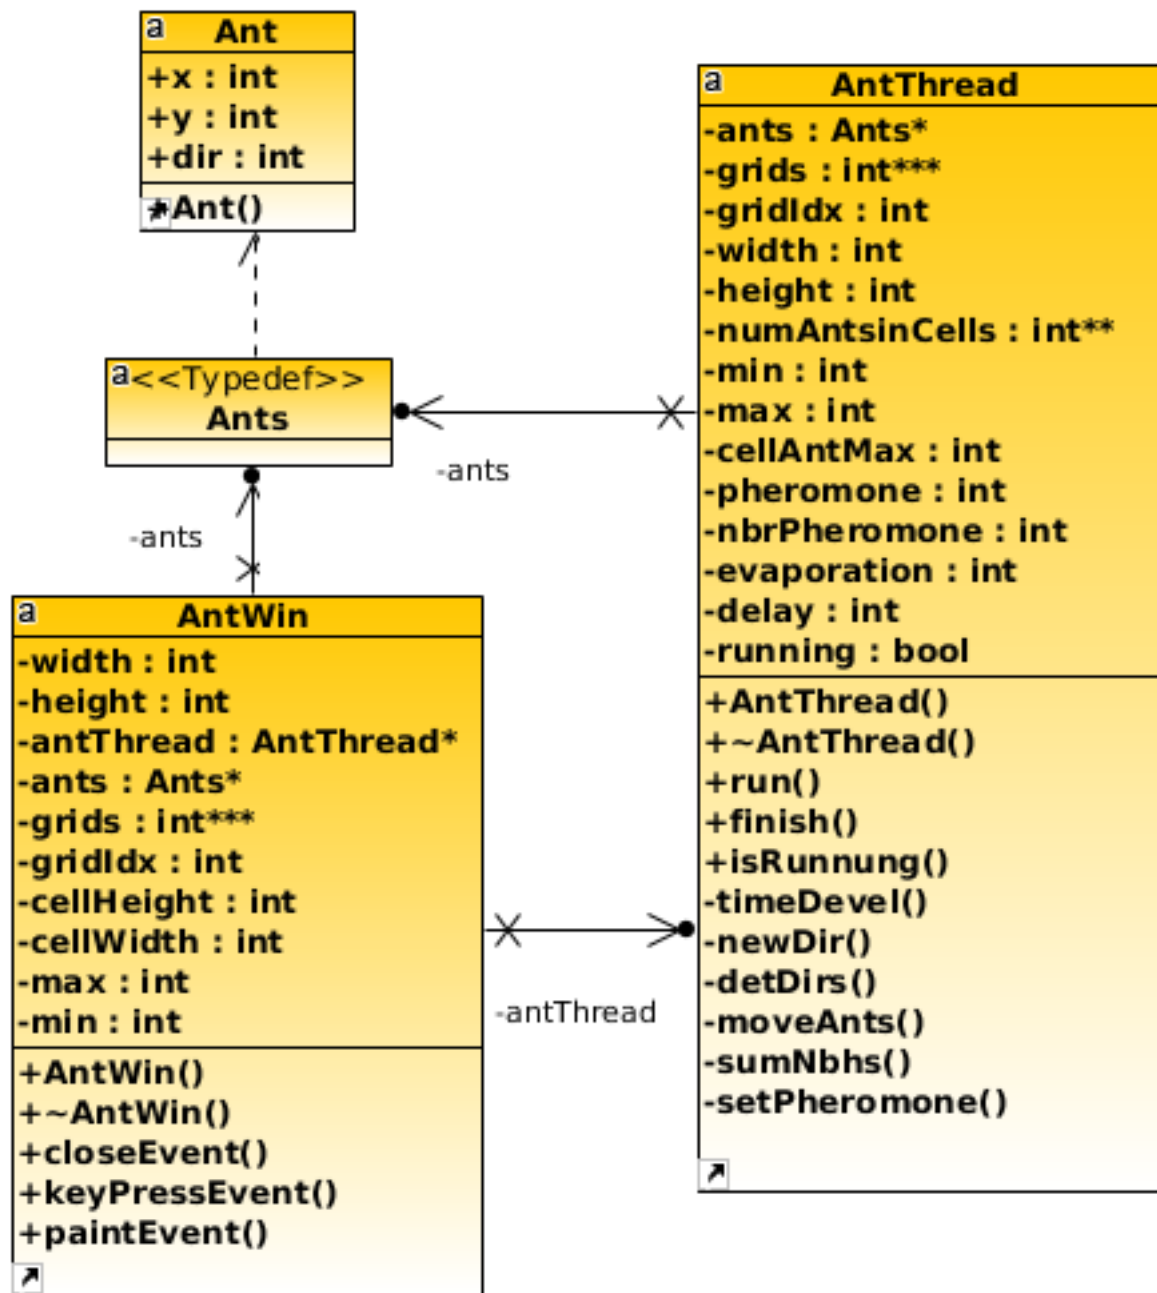 a
Ant
+x : int
+y : int
+dir : int
+Ant()
a
<<Typedef>>
Ants
-ants
-ants
a
AntWin
-width : int
-height : int
-antThread : AntThread*
-ants : Ants*
-grids : int***
-gridIdx : int
-cellHeight : int
-cellWidth : int
-max : int
-min : int
+AntWin()
+~AntWin()
+closeEvent()
+keyPressEvent()
+paintEvent()
-antThread
a
AntThread
-ants : Ants*
-grids : int***
-gridIdx : int
-width : int
-height : int
-numAntsinCells : int**
-min : int
-max : int
-cellAntMax : int
-pheromone : int
-nbrPheromone : int
-evaporation : int
-delay : int
-running : bool
+AntThread()
+~AntThread()
+run()
+finish()
+isRunnung()
-timeDevel()
-newDir()
-detDirs()
-moveAnts()
-sumNbhs()
-setPheromone()